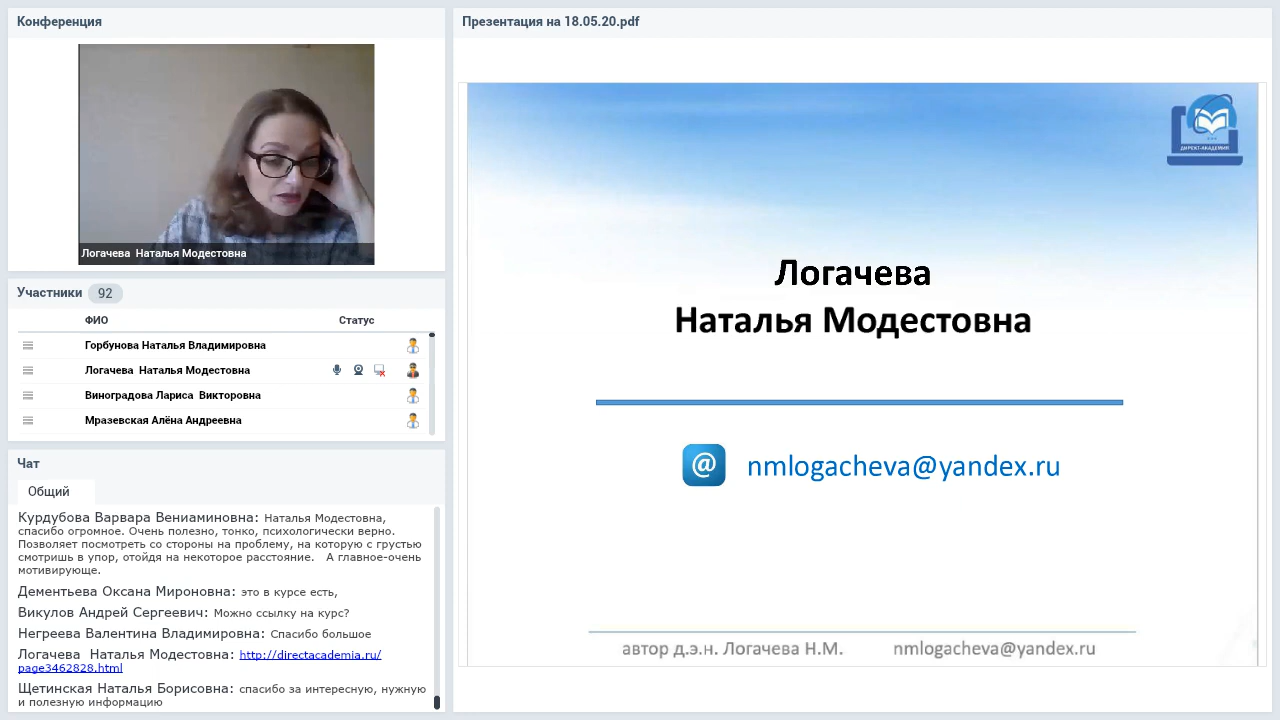 Конференция
Логачева  Наталья Модестовна
Участники 92
ФИО Статус
Горбунова Наталья Владимировна
Логачева  Наталья Модестовна
Виноградова Лариса  Викторовна
Мразевская Алёна Андреевна
Чат
Общий
Курдубова Варвара Вениаминовна: Наталья Модестовна,
спасибо огромное. Очень полезно, тонко, психологически верно.
Позволяет посмотреть со стороны на проблему, на которую с грустью
смотришь в упор, отойдя на некоторое расстояние.   А главное-очень
мотивирующе.
Дементьева Оксана Мироновна: это в курсе есть,
Викулов Андрей Сергеевич: Можно ссылку на курс?
Негреева Валентина Владимировна: Спасибо большое
Логачева  Наталья Модестовна: http://directacademia.ru/
page3462828.html
Щетинская Наталья Борисовна: спасибо за интересную, нужную
и полезную информацию
Презентация на 18.05.20.pdf
ДИРЕКТ-АКАДЕМИЯ
Логачева
Наталья Модестовна
@ nmlogacheva@yandex.ru
автор д.э.н. Логачева Н.М. nmlogacheva@yandex.ru